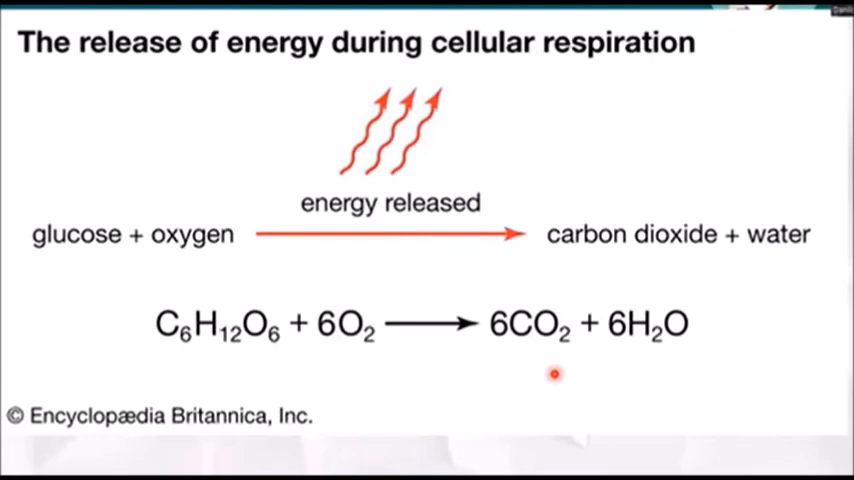 The release of energy during cellular respiration
energy released
glucose + oxygen carbon dioxide + water
C₆H₁₂O₆ + 6O₂ ⟶ 6CO₂ + 6H₂O
© Encyclopædia Britannica, Inc.